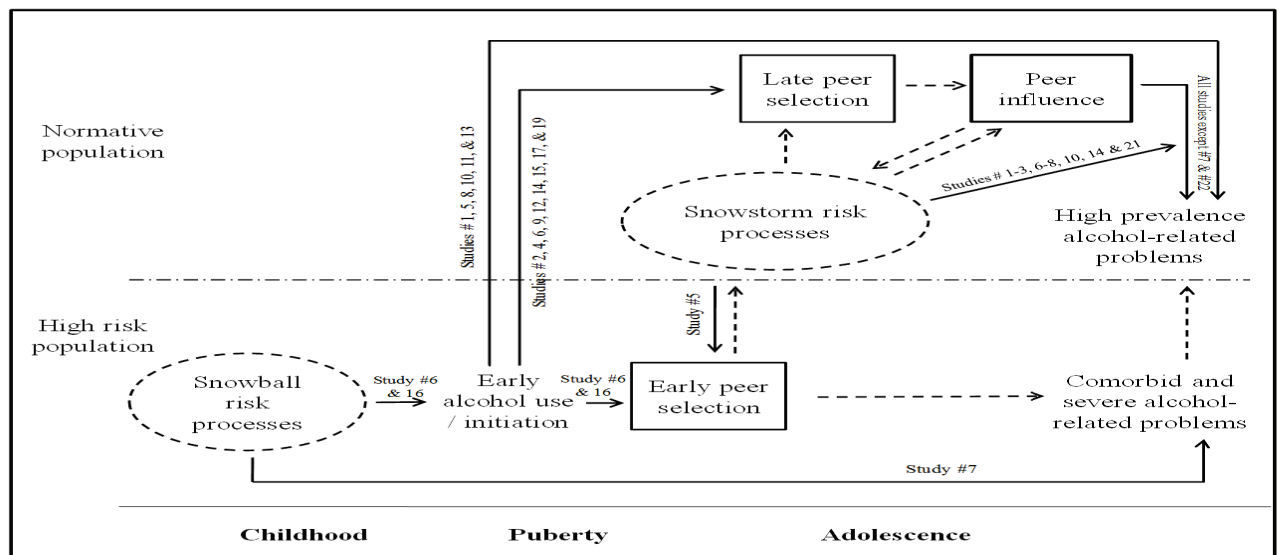 Normative
population
Late peer
selection
Peer
influence
All studies except #7 & #22
Studies # 1, 5, 8, 10, 11, & 13
Studies # 2, 4, 6, 9, 12, 14, 15, 17, & 19
Studies # 1-3, 6-8, 10, 14 & 21
Snowstorm risk
processes
High prevalence
alcohol-related
problems
High risk
population
Study #5
Snowball
risk
processes
Study #6
& 16
Early
alcohol use
/ initiation
Study #6
& 16
Early peer
selection
Comorbid and
severe alcohol-
related problems
Study #7
Childhood Puberty Adolescence